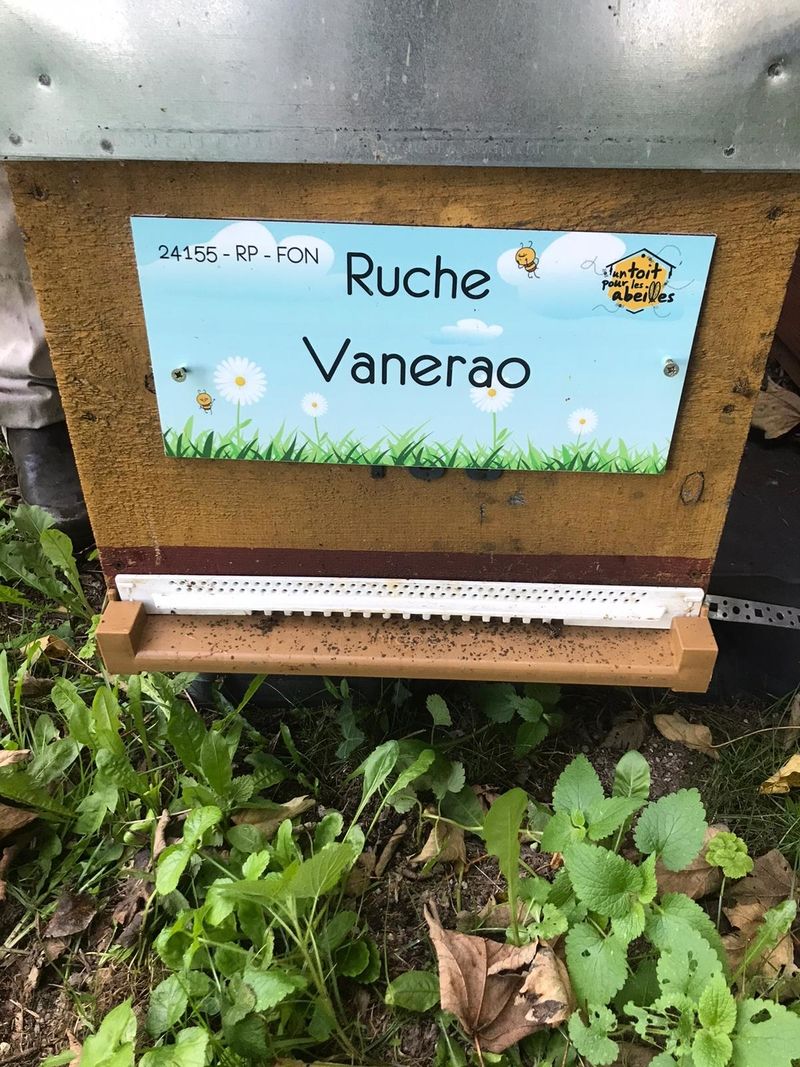 24155 - RP - FON
Ruche
Vanerao
un toit
pour les
abeilles